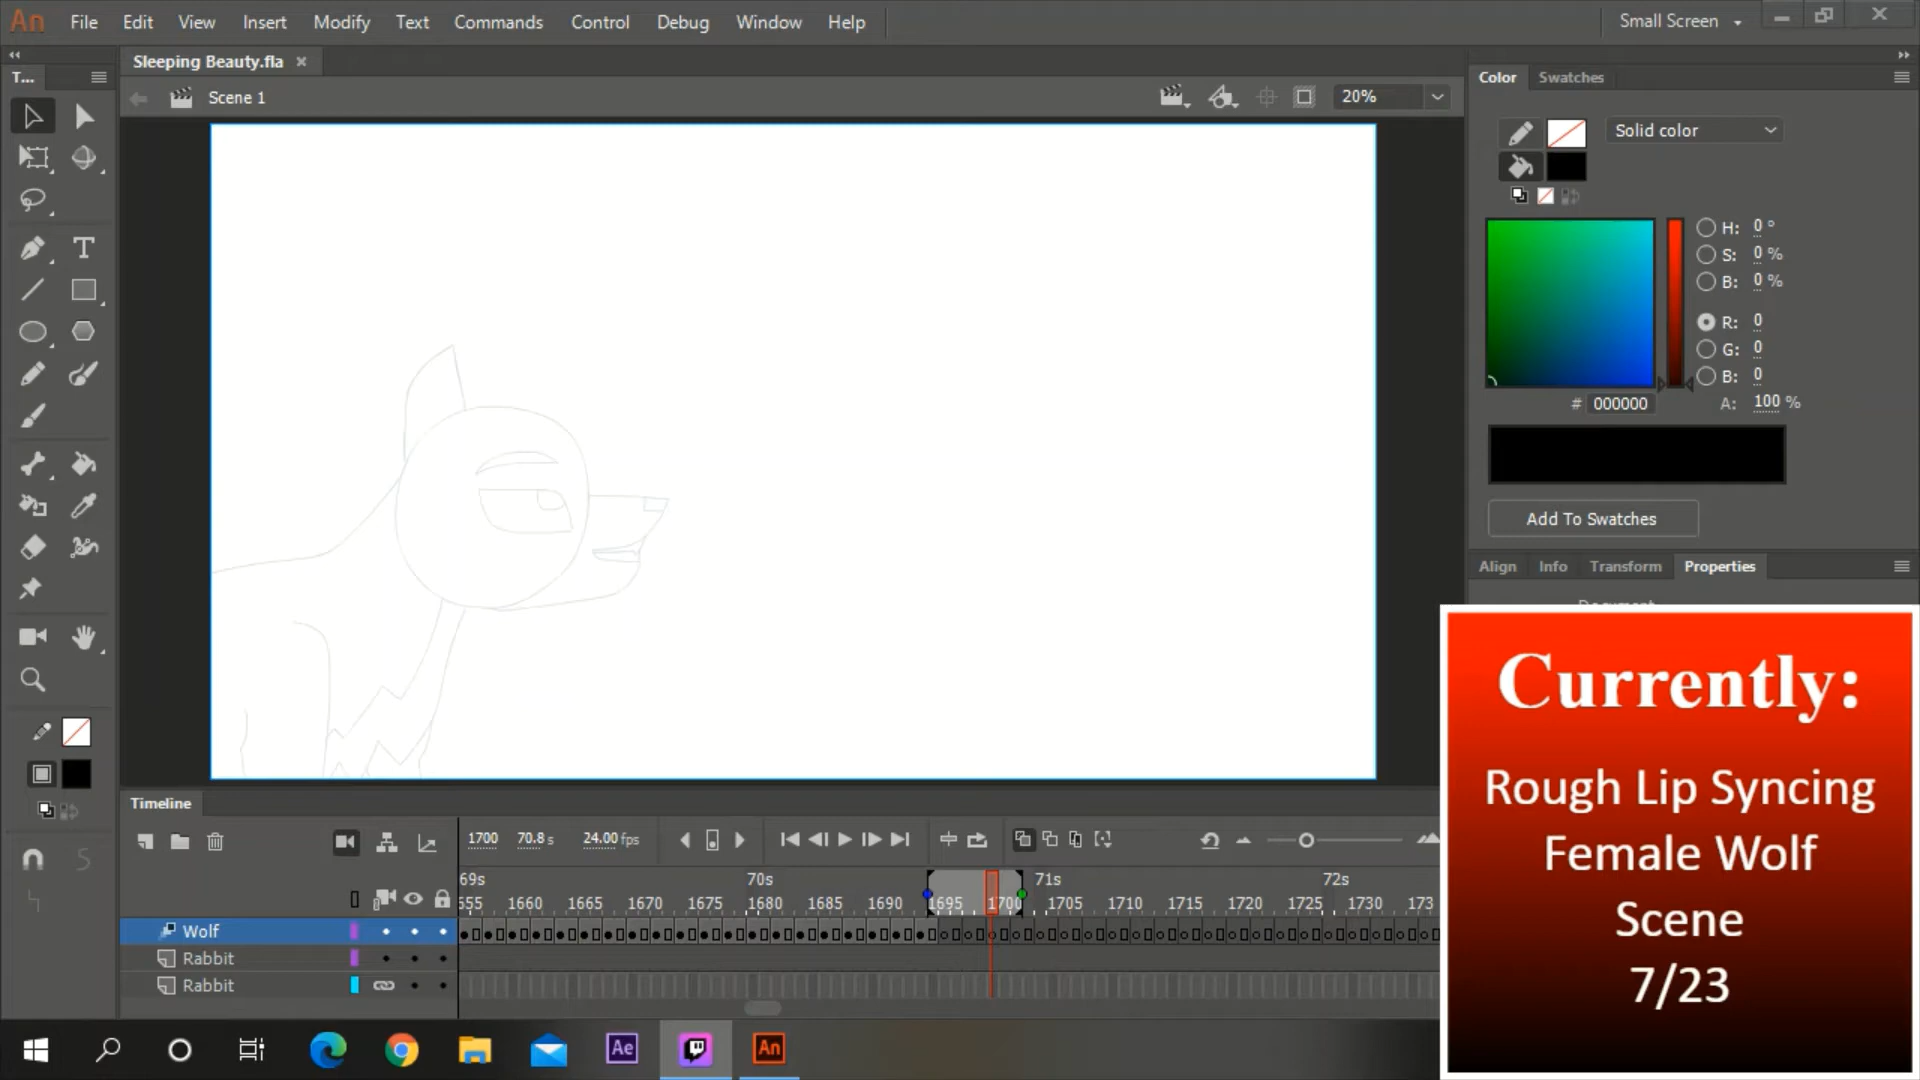 An File Edit View Insert Modify Text Commands Control Debug Window Help Small Screen
T... Sleeping Beauty.fla
Scene 1 20%
Color Swatches
Solid color
H: 0 °
S: 0 %
B: 0 %
R: 0
G: 0
B: 0
# 000000 A: 100 %
Add To Swatches
Align Info Transform Properties
Timeline
1700 70.8 s 24.00 fps
69s 70s 71s 72s
655 1660 1665 1670 1675 1680 1685 1690 1695 1700 1705 1710 1715 1720 1725 1730 173
Wolf
Rabbit
Rabbit
Currently:
Rough Lip Syncing
Female Wolf
Scene
7/23
Ae An